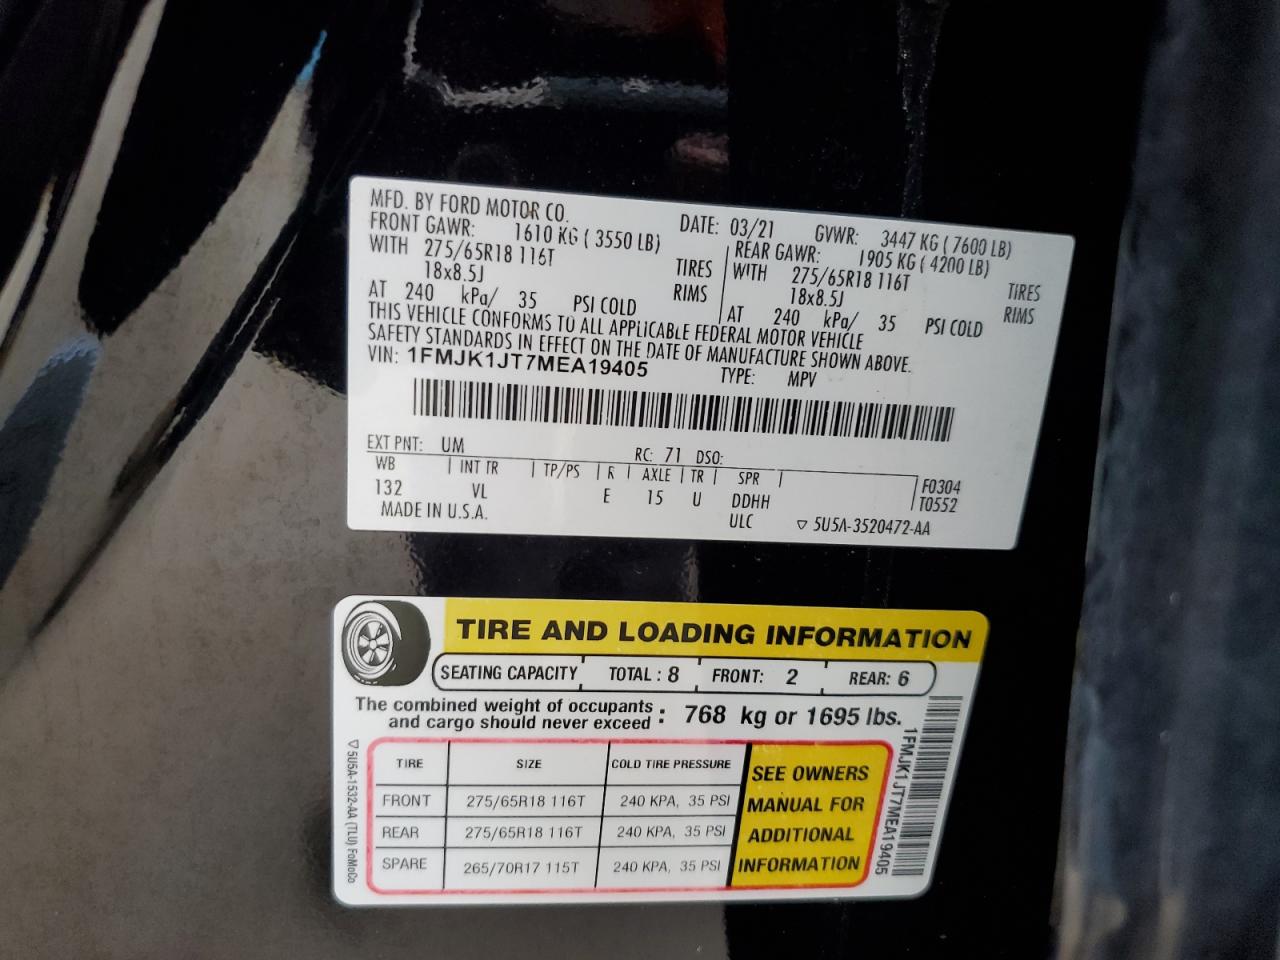 MFD. BY FORD MOTOR CO.
DATE: 03/21 GVWR: 3447 KG ( 7600 LB)
FRONT GAWR: 1610 KG ( 3550 LB)
REAR GAWR: 1905 KG ( 4200 LB)
WITH 275/65R18 116T TIRES
WITH 275/65R18 116T TIRES
18x8.5J RIMS
18x8.5J RIMS
AT 240 kPa/ 35 PSI COLD
AT 240 kPa/ 35 PSI COLD
THIS VEHICLE CONFORMS TO ALL APPLICABLE FEDERAL MOTOR VEHICLE
SAFETY STANDARDS IN EFFECT ON THE DATE OF MANUFACTURE SHOWN ABOVE.
VIN: 1FMJK1JT7MEA19405 TYPE: MPV
EXT PNT: UM RC: 71 DSO:
WB | INT TR | TP/PS | R | AXLE | TR | SPR |
F0304
132 VL E 15 U DDHH
T0552
MADE IN U.S.A. ULC ▽ 5U5A-3520472-AA
TIRE AND LOADING INFORMATION
SEATING CAPACITY TOTAL : 8 FRONT: 2 REAR: 6
The combined weight of occupants
and cargo should never exceed : 768 kg or 1695 lbs.
TIRE SIZE COLD TIRE PRESSURE
FRONT 275/65R18 116T 240 KPA, 35 PSI
REAR 275/65R18 116T 240 KPA, 35 PSI
SPARE 265/70R17 115T 240 KPA, 35 PSI
SEE OWNERS
MANUAL FOR
ADDITIONAL
INFORMATION
▽ 5U5A-1532-AA (TLU) FoMoCo
1FMJK1JT7MEA19405